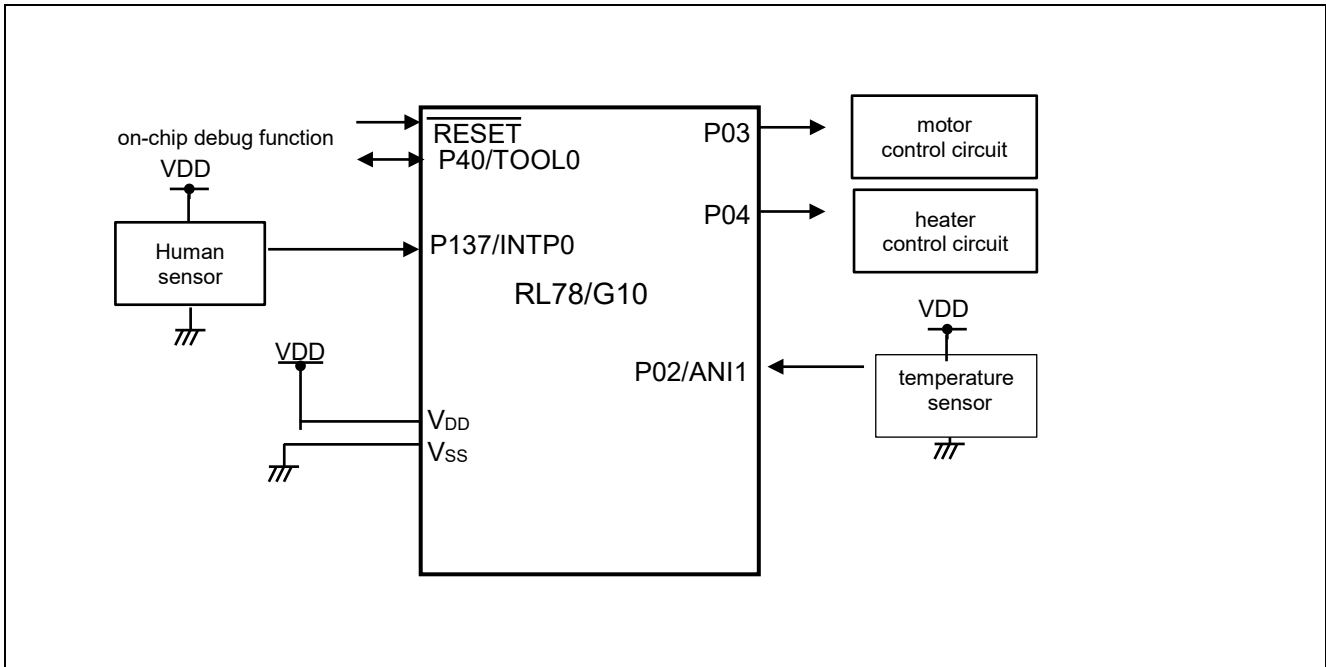 on-chip debug function
VDD
Human
sensor
VDD
RESET
P40/TOOL0
P137/INTP0
RL78/G10
VDD
VSS
P03
P04
P02/ANI1
motor
control circuit
heater
control circuit
VDD
temperature
sensor